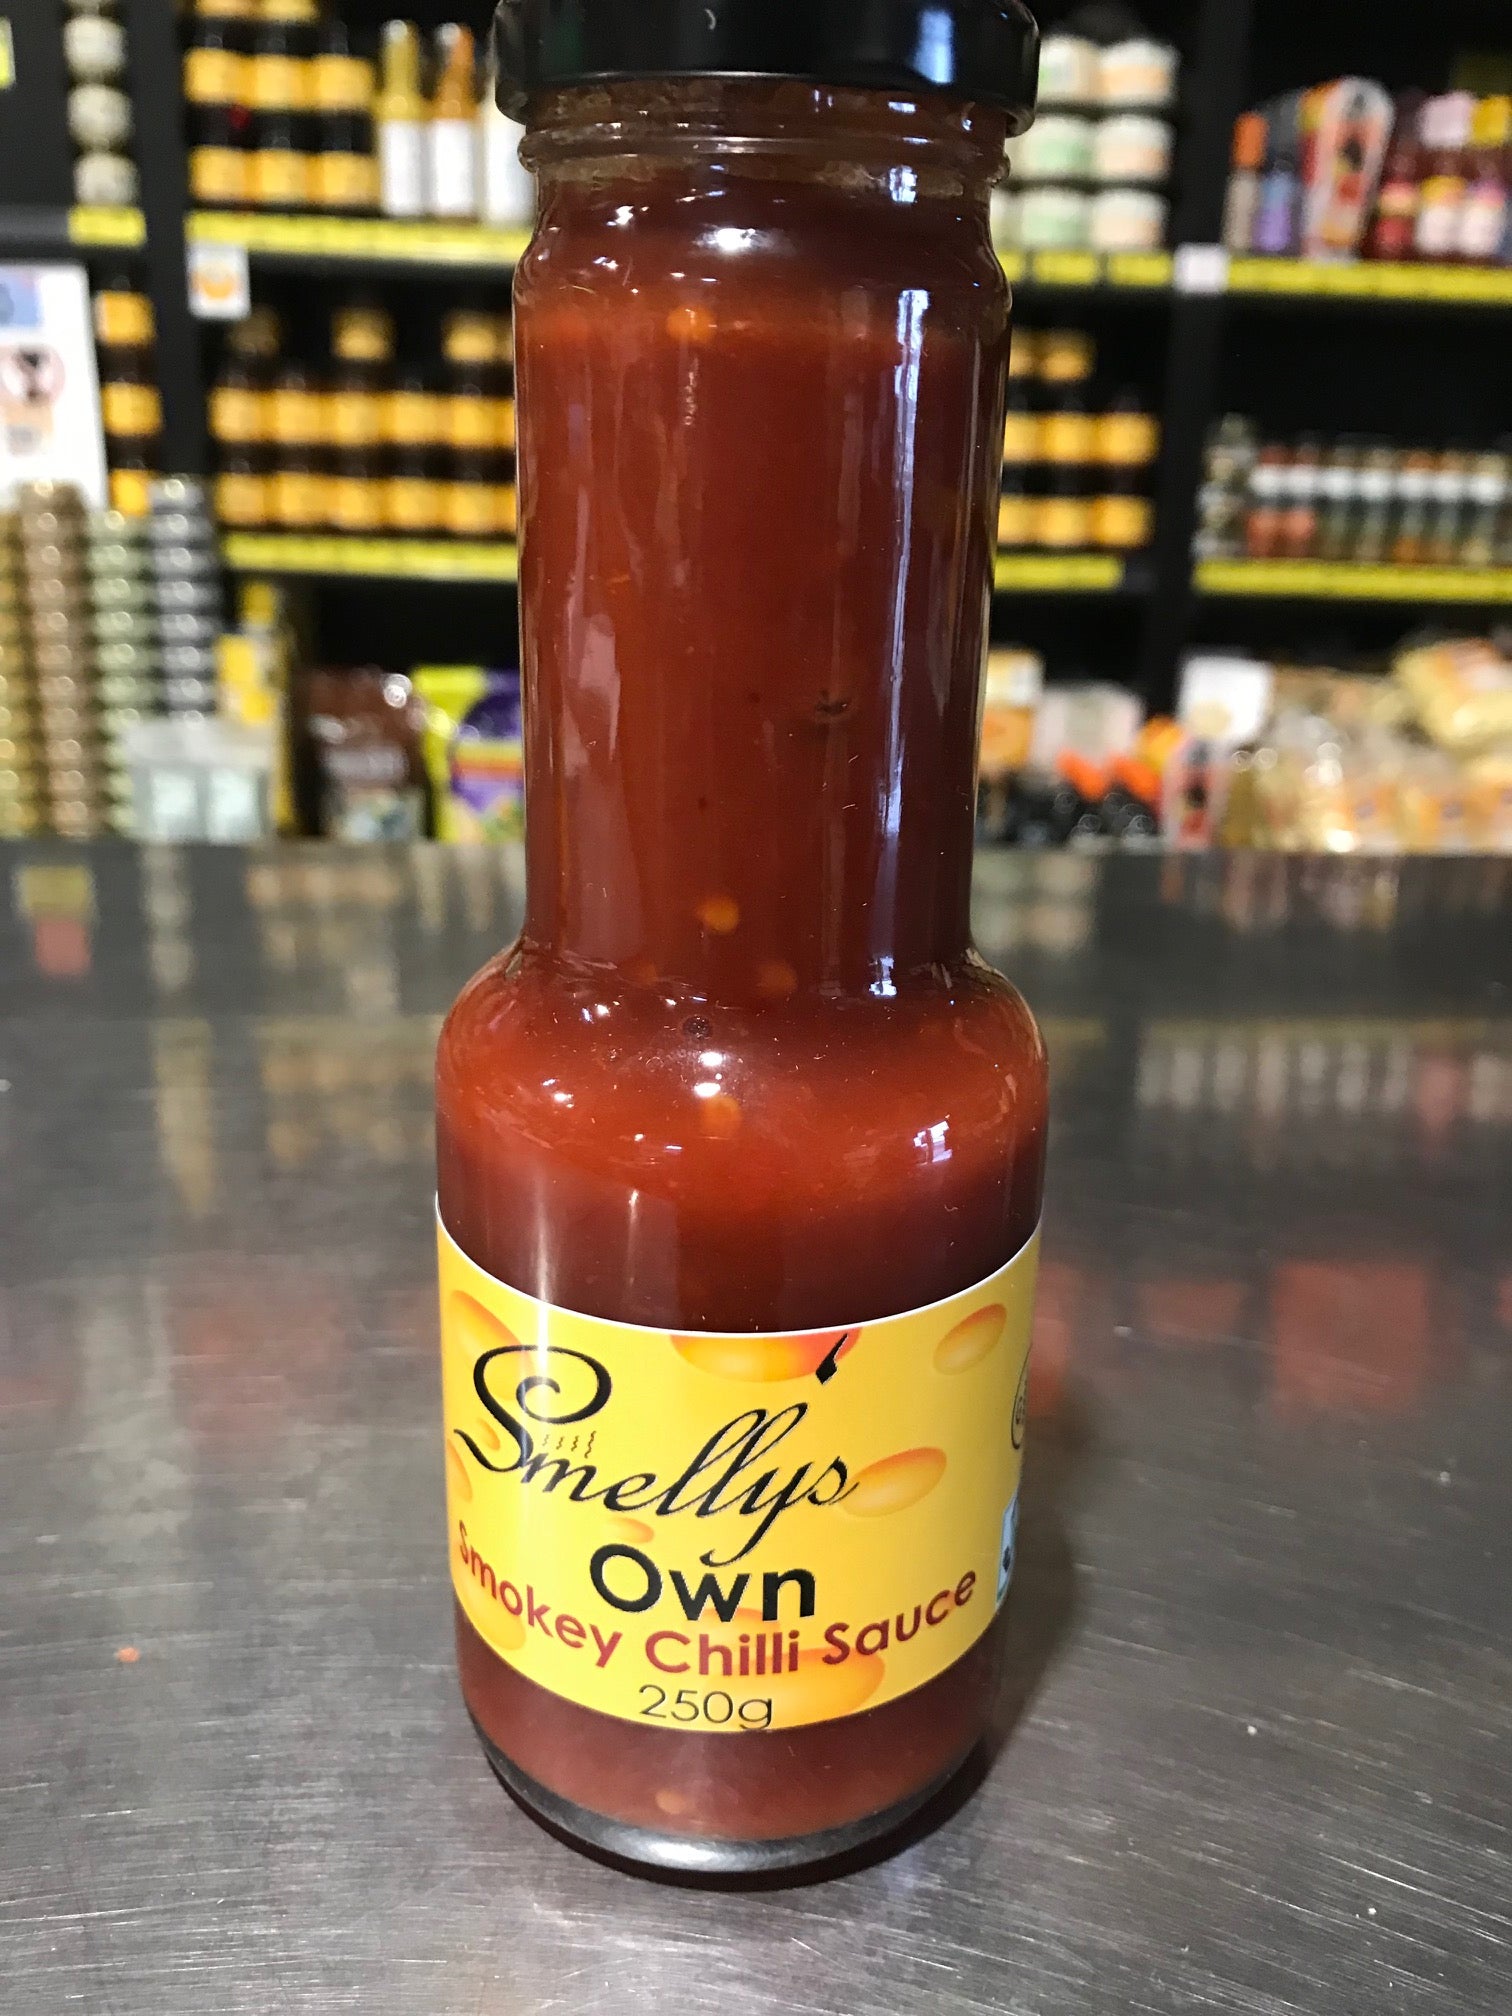 Smelly's
Own
Smokey Chilli Sauce
250g